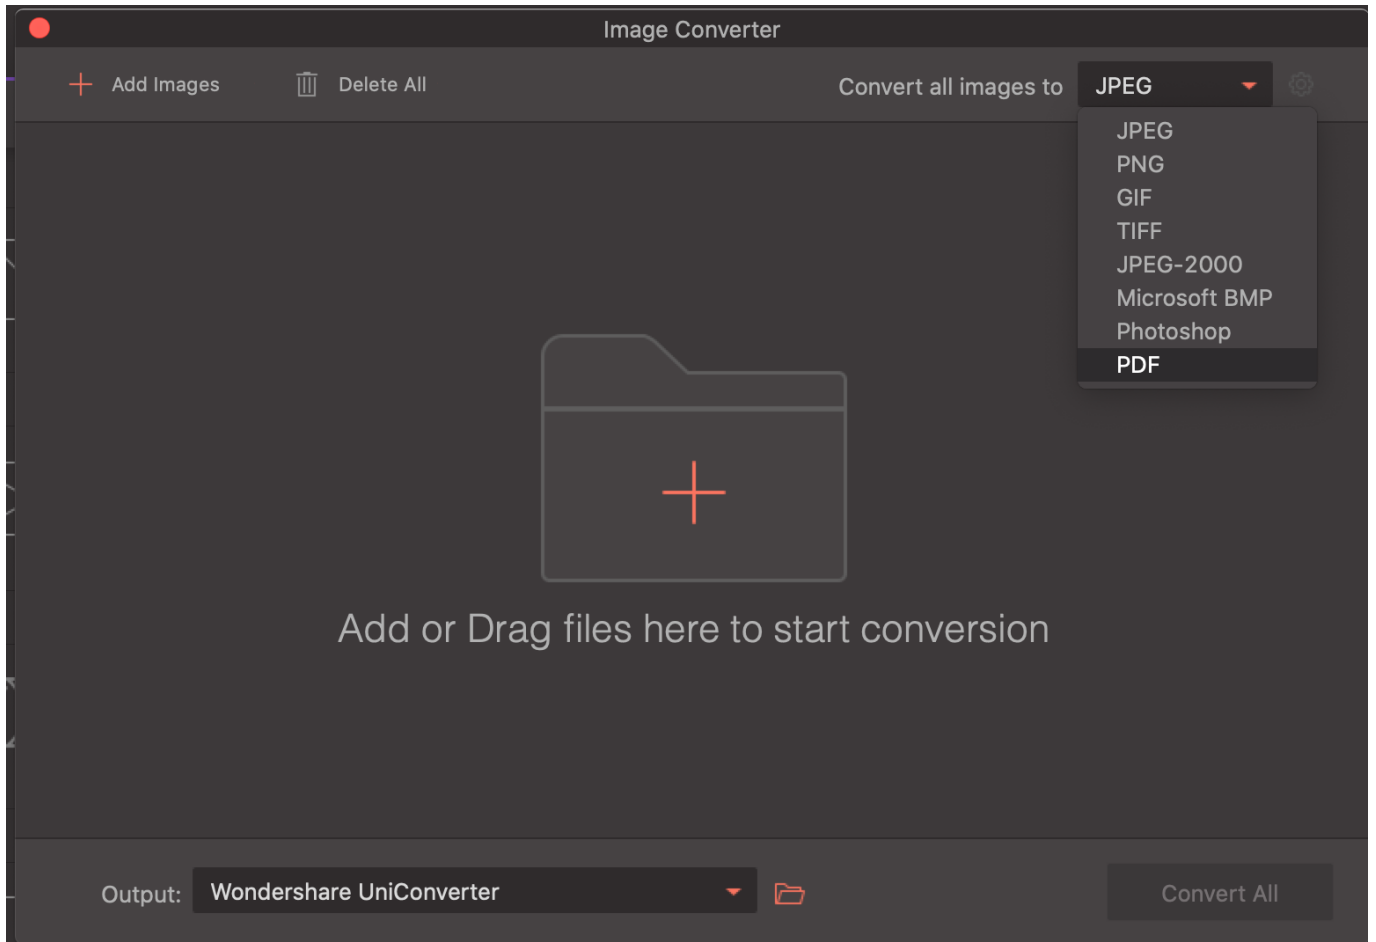 Image Converter
Add Images
Delete All
Convert all images to
JPEG
JPEG
PNG
GIF
TIFF
JPEG-2000
Microsoft BMP
Photoshop
PDF
Add or Drag files here to start conversion
Output:
Wondershare UniConverter
Convert All